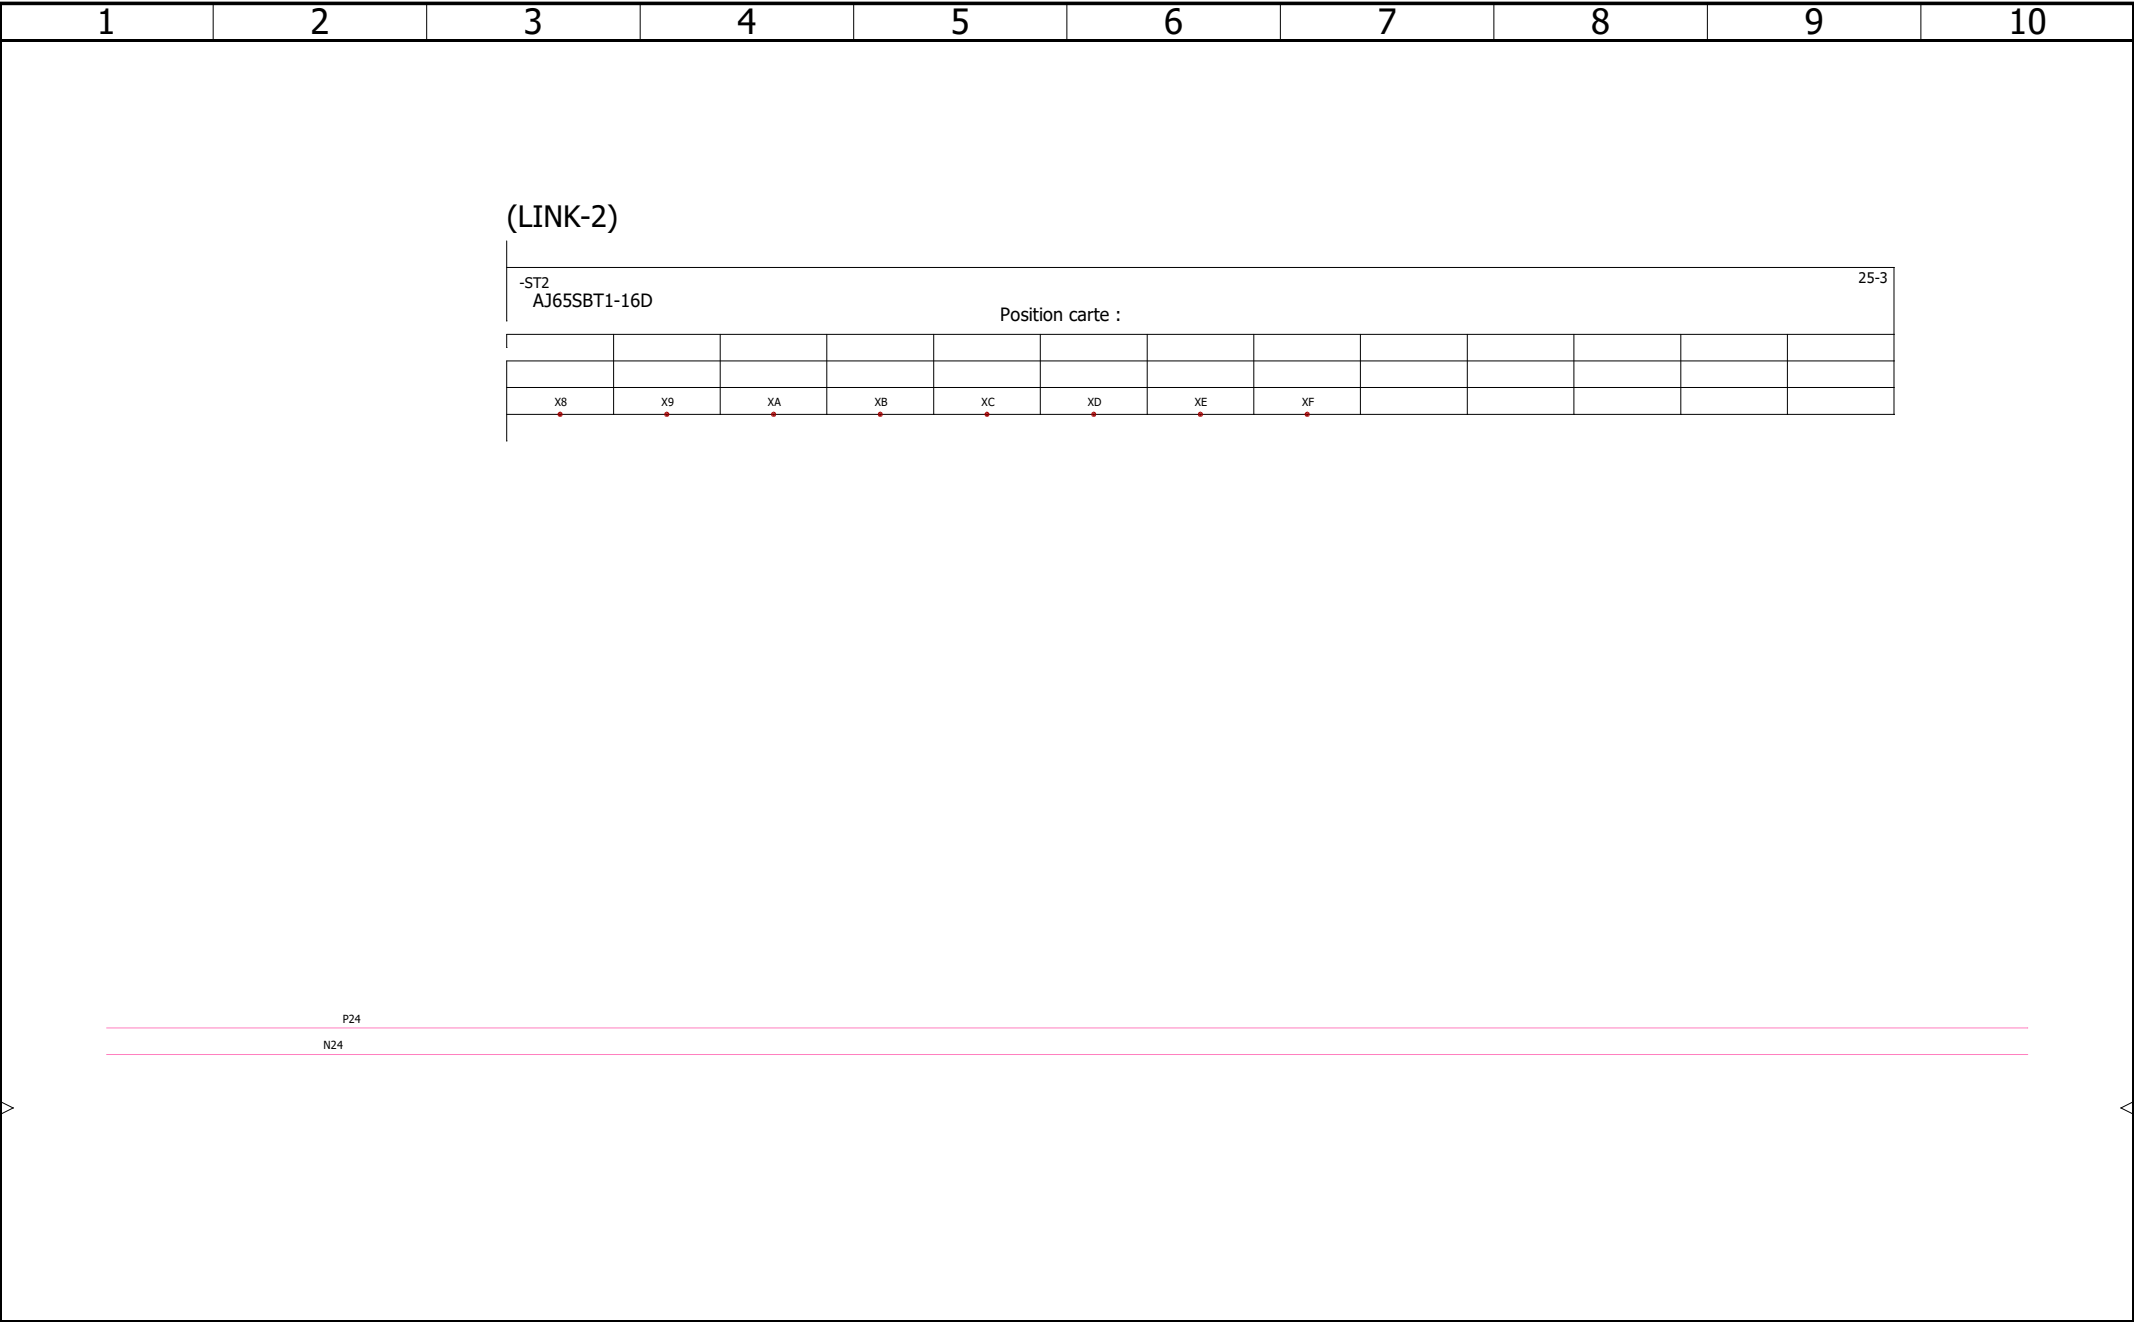 1 2 3 4 5 6 7 8 9 10
(LINK-2)
-ST2 25-3
AJ65SBT1-16D
Position carte :
X8 X9 XA XB XC XD XE XF
P24
N24